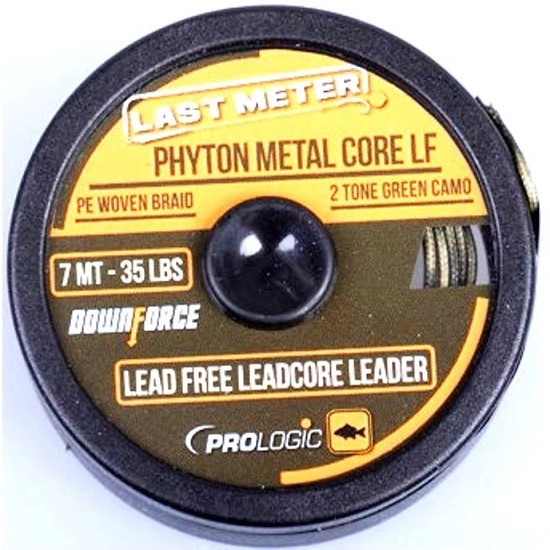 LAST METER
PHYTON METAL CORE LF
PE WOVEN BRAID
2 TONE GREEN CAMO
7 MT - 35 LBS
DOWNFORCE
LEAD FREE LEADCORE LEADER
PROLOGIC